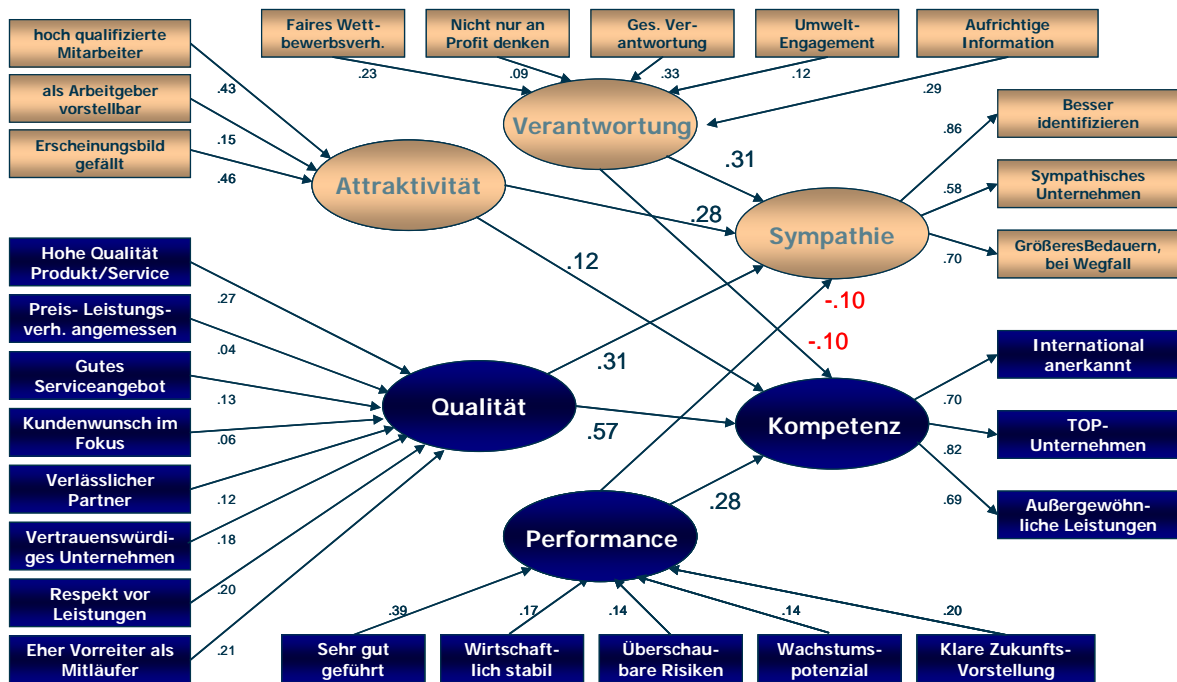 hoch qualifizierte
Mitarbeiter
als Arbeitgeber
vorstellbar
Erscheinungsbild
gefällt
.43
.15
.46
Faires Wett-
bewerbsverh.
Nicht nur an
Profit denken
Ges. Ver-
antwortung
Umwelt-
Engagement
Aufrichtige
Information
.23
.09
.33
.12
.29
Verantwortung
Attraktivität
Sympathie
.31
.28
.12
.86
.58
.70
Besser
identifizieren
Sympathisches
Unternehmen
GrößeresBedauern,
bei Wegfall
Hohe Qualität
Produkt/Service
Preis- Leistungs-
verh. angemessen
Gutes
Serviceangebot
Kundenwunsch im
Fokus
Verlässlicher
Partner
Vertrauenswürdi-
ges Unternehmen
Respekt vor
Leistungen
Eher Vorreiter als
Mitläufer
.27
.04
.13
.06
.12
.18
.20
.21
Qualität
-.10
-.10
.31
.57
Kompetenz
.28
Performance
.70
.82
.69
International
anerkannt
TOP-
Unternehmen
Außergewöhn-
liche Leistungen
.39
.17
.14
.14
.20
Sehr gut
geführt
Wirtschaft-
lich stabil
Überschau-
bare Risiken
Wachstums-
potenzial
Klare Zukunfts-
Vorstellung